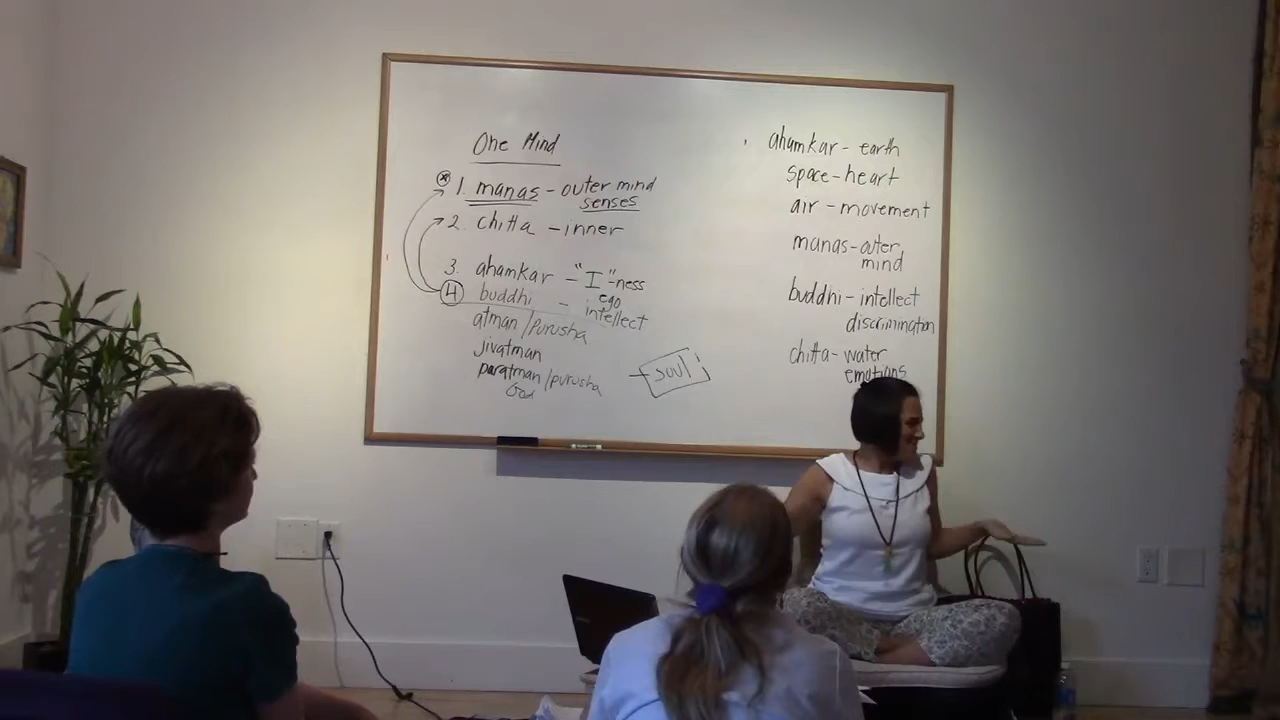 One Mind
1. manas - outer mind
senses
2. chitta - inner
3. ahamkar - "I"-ness
ego
4 buddhi - intellect
atman/purusha
jivatman
paratman/purusha
God
soul
ahamkar - earth
space - heart
air - movement
manas - outer
mind
buddhi - intellect
discrimination
chitta - water
emotions